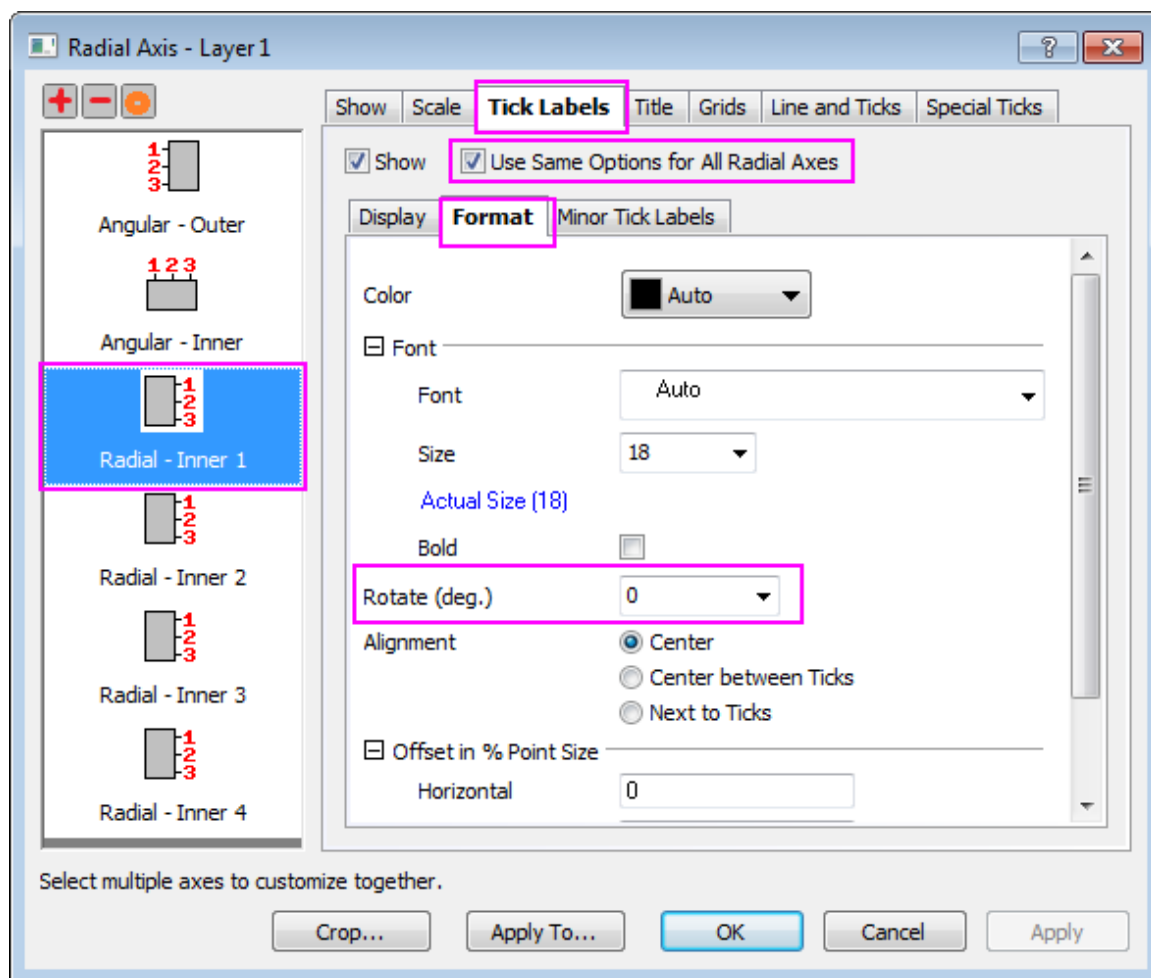 Radial Axis - Layer 1
Show Scale Tick Labels Title Grids Line and Ticks Special Ticks
Show Use Same Options for All Radial Axes
Display Format Minor Tick Labels
1
2
3
Angular - Outer
1 2 3
Angular - Inner
1
2
3
Radial - Inner 1
1
2
3
Radial - Inner 2
1
2
3
Radial - Inner 3
1
2
3
Radial - Inner 4
Color Auto
Font
Font Auto
Size 18
Actual Size (18)
Bold
Rotate (deg.) 0
Alignment Center
Center between Ticks
Next to Ticks
Offset in % Point Size
Horizontal 0
Select multiple axes to customize together.
Crop... Apply To... OK Cancel Apply